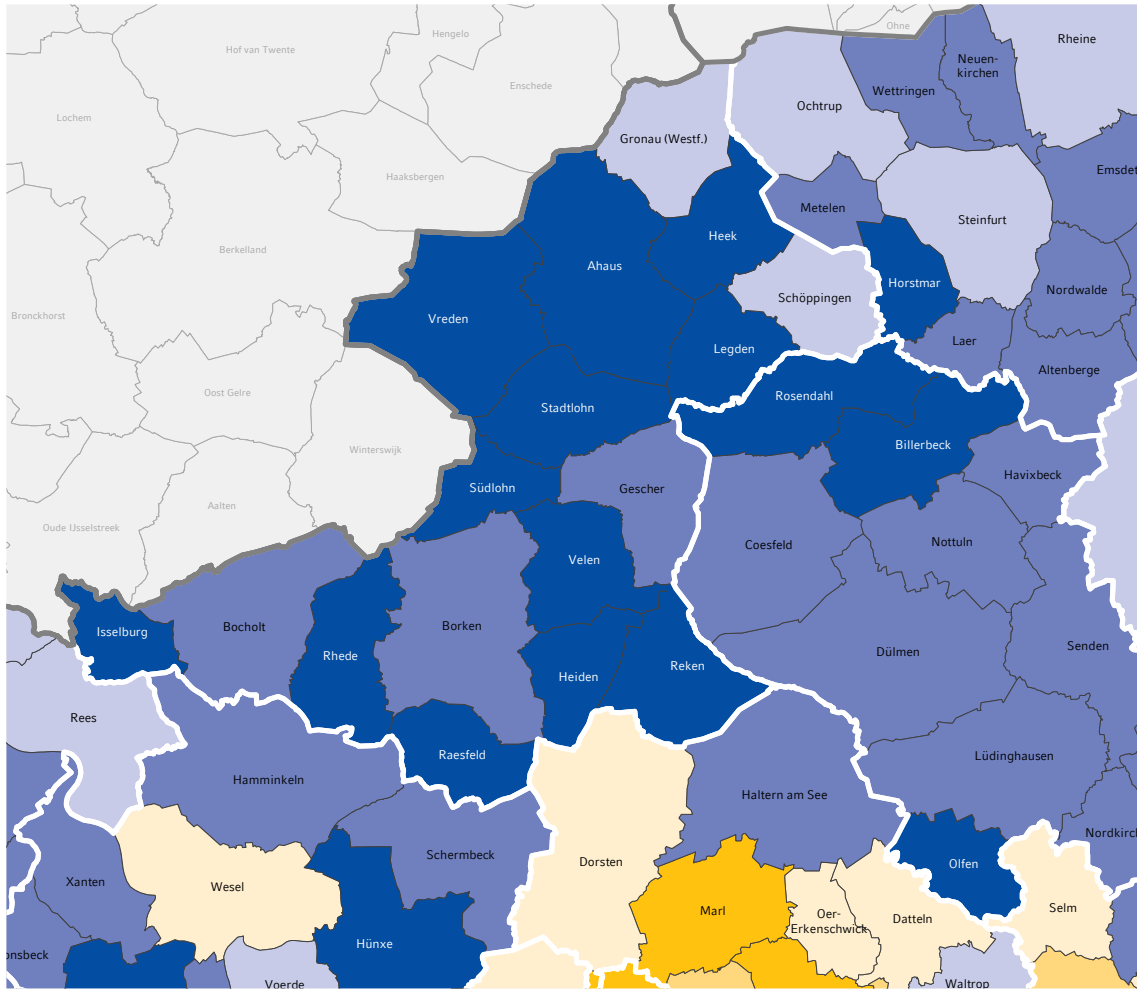 Ohne
Hengelo
Rheine
Hof van Twente
Neuen-
kirchen
Enschede
Wettringen
Ochtrup
Lochem
Gronau (Westf.)
Emsdet
Haaksbergen
Metelen
Steinfurt
Heek
Berkelland
Ahaus
Horstmar
Nordwalde
Schöppingen
Bronckhorst
Vreden
Laer
Legden
Altenberge
Oost Gelre
Rosendahl
Stadtlohn
Billerbeck
Winterswijk
Havixbeck
Südlohn
Gescher
Aalten
Oude IJsselstreek
Nottuln
Coesfeld
Velen
Isselburg
Bocholt
Borken
Senden
Dülmen
Rhede
Reken
Heiden
Rees
Raesfeld
Lüdinghausen
Hamminkeln
Haltern am See
Nordkirch
Schermbeck
Dorsten
Olfen
Xanten
Wesel
Selm
Marl
Oer-
Erkenschwick
Datteln
Hünxe
onsbeck
Voerde
Waltrop